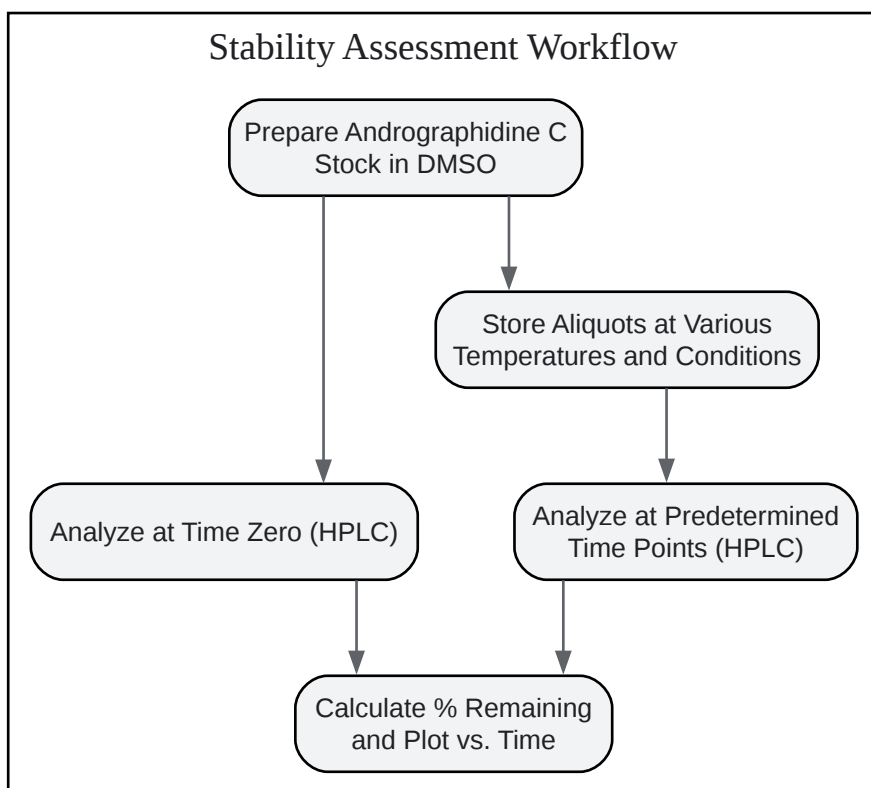 Stability Assessment Workflow
Prepare Andrographidine C
Stock in DMSO
Store Aliquots at Various
Temperatures and Conditions
Analyze at Time Zero (HPLC)
Analyze at Predetermined
Time Points (HPLC)
Calculate % Remaining
and Plot vs. Time